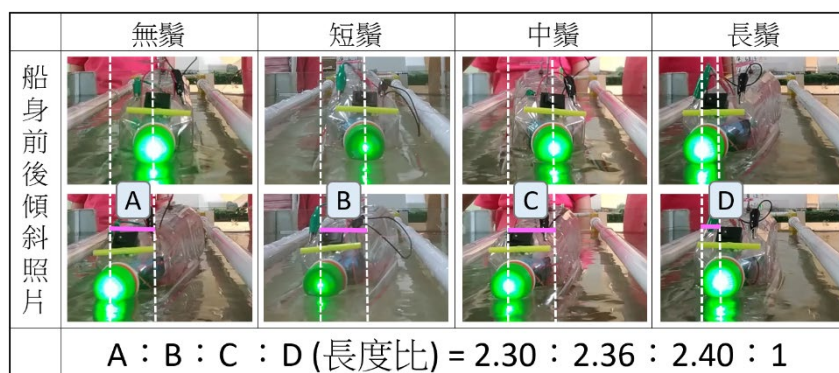 無鬚 短鬚 中鬚 長鬚
船身前後傾斜照片
A B C D
A：B：C ：D (長度比) = 2.30：2.36：2.40：1